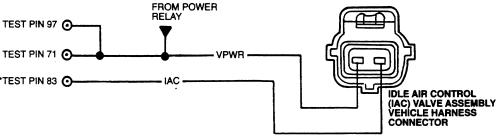 FROM POWER
RELAY
TEST PIN 97
TEST PIN 71
VPWR
*TEST PIN 83
IAC
IDLE AIR CONTROL
(IAC) VALVE ASSEMBLY
VEHICLE HARNESS
CONNECTOR